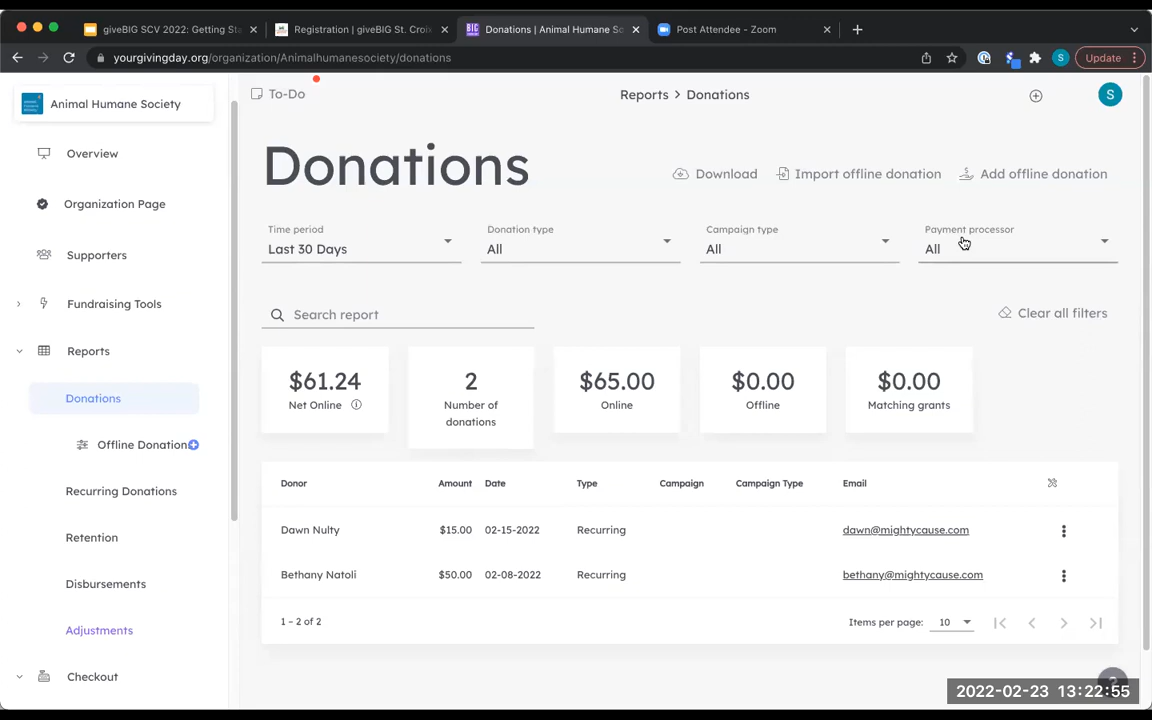 giveBIG SCV 2022: Getting Sta
Registration | giveBIG St. Croix
BIG
Donations | Animal Humane So
Post Attendee - Zoom
yourgivingday.org/organization/Animalhumanesociety/donations
S
Update
Animal Humane Society
To-Do
Reports > Donations
S
Overview
Organization Page
Supporters
Fundraising Tools
Reports
Donations
Offline Donation
Recurring Donations
Retention
Disbursements
Adjustments
Checkout
Donations
Download
Import offline donation
Add offline donation
Time period
Last 30 Days
Donation type
All
Campaign type
All
Payment processor
All
Search report
Clear all filters
$61.24
Net Online
2
Number of
donations
$65.00
Online
$0.00
Offline
$0.00
Matching grants
Donor Amount Date Type Campaign Campaign Type Email
Dawn Nulty $15.00 02-15-2022 Recurring dawn@mightycause.com
Bethany Natoli $50.00 02-08-2022 Recurring bethany@mightycause.com
1 – 2 of 2
Items per page: 10
?
2022-02-23 13:22:55